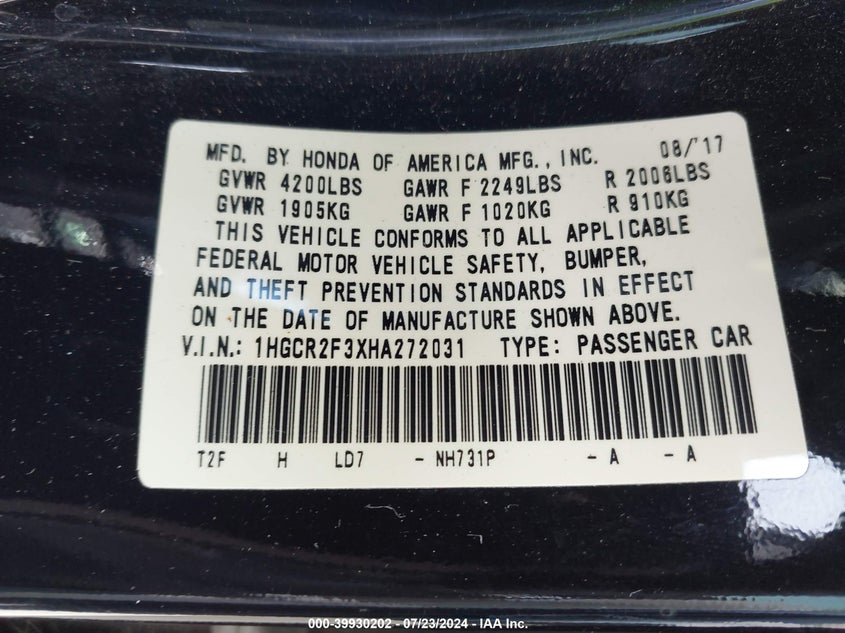 MFD. BY HONDA OF AMERICA MFG., INC. 08/'17
GVWR 4200LBS GAWR F 2249LBS R 2006LBS
GVWR 1905KG GAWR F 1020KG R 910KG
THIS VEHICLE CONFORMS TO ALL APPLICABLE
FEDERAL MOTOR VEHICLE SAFETY, BUMPER,
AND THEFT PREVENTION STANDARDS IN EFFECT
ON THE DATE OF MANUFACTURE SHOWN ABOVE.
V.I.N.: 1HGCR2F3XHA272031 TYPE: PASSENGER CAR
T2F H LD7 - NH731P - A - A
000-39930202 - 07/23/2024 - IAA Inc.